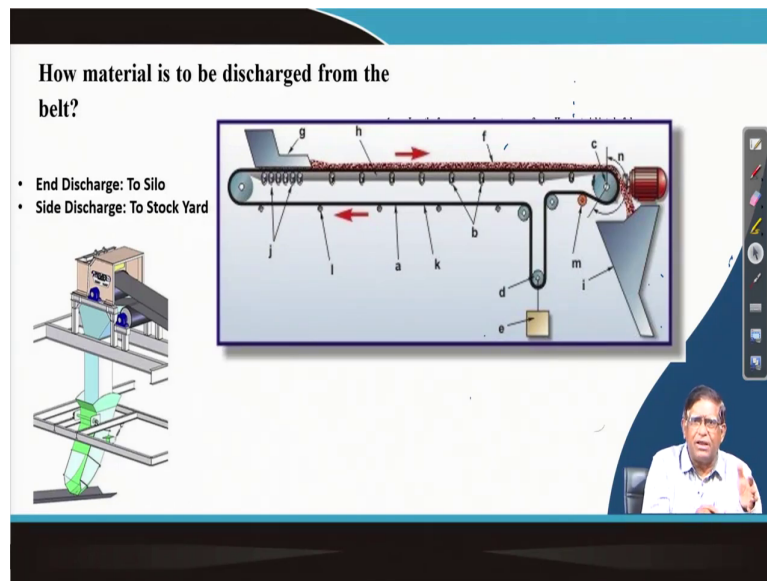 How material is to be discharged from the
belt?
• End Discharge: To Silo
• Side Discharge: To Stock Yard
g
h
f
c
n
j
l
a
k
b
d
e
m
i